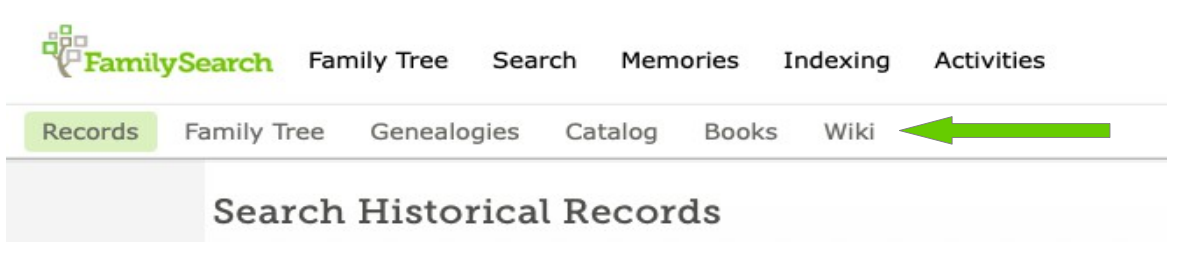 FamilySearch Family Tree Search Memories Indexing Activities
Records Family Tree Genealogies Catalog Books Wiki
Search Historical Records